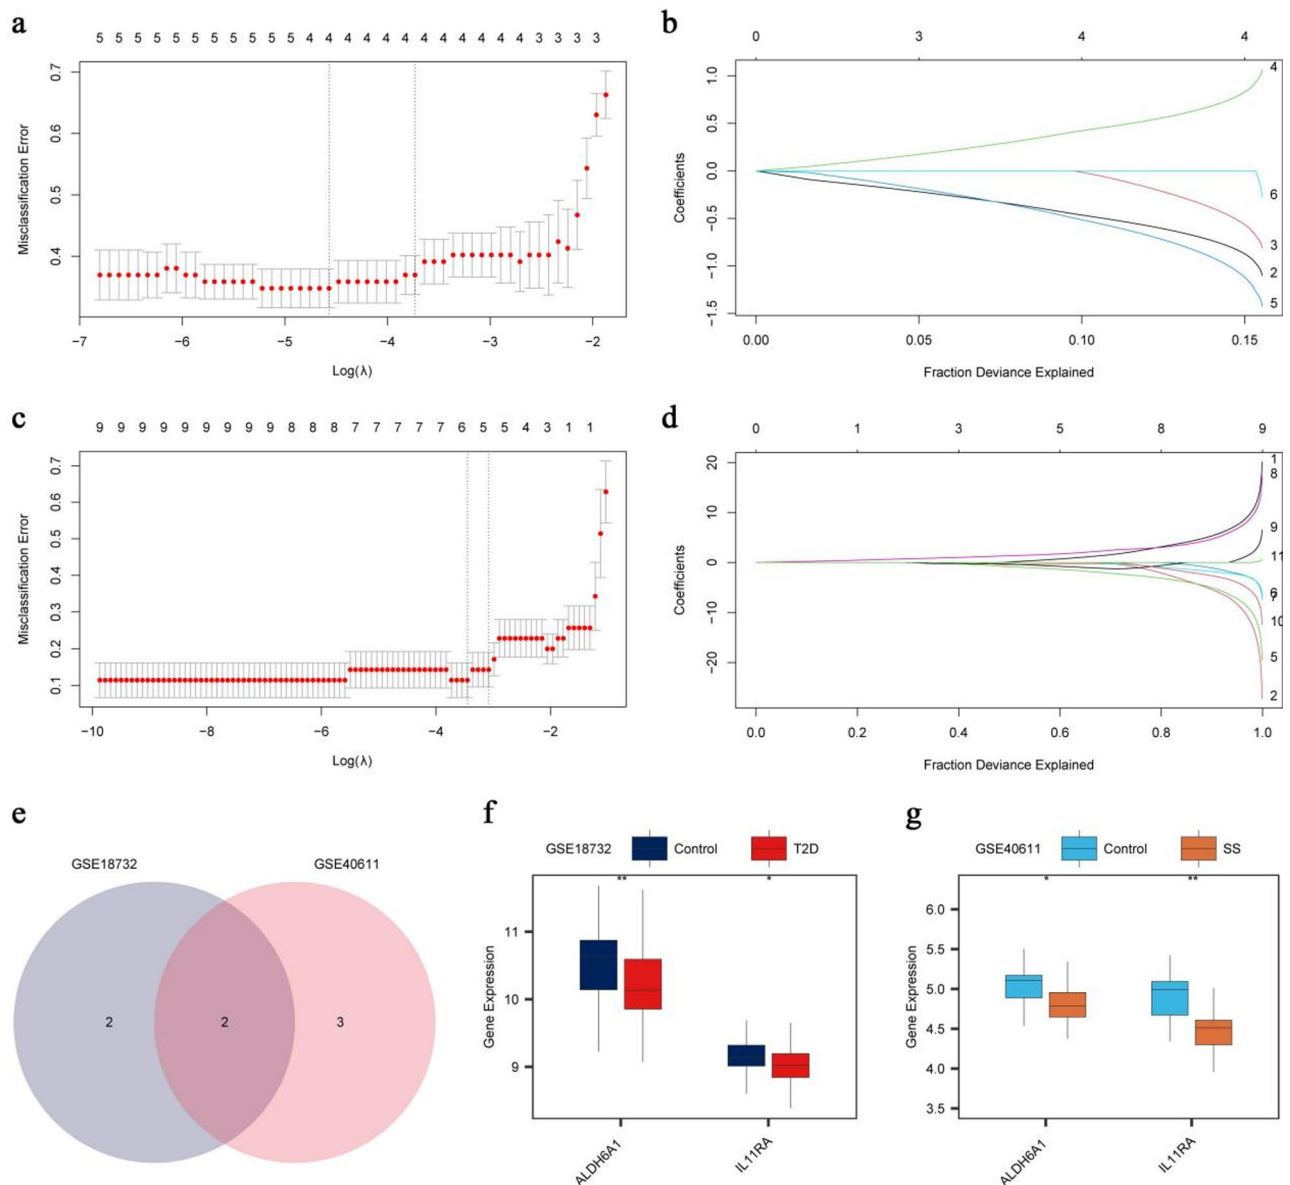 a
5 5 5 5 5 5 5 5 5 5 5 4 4 4 4 4 4 4 4 4 4 4 4 3 3 3 3
0.7
0.6
0.5
0.4
Misclassification Error
−7 −6 −5 −4 −3 −2
Log(λ)
b
0 3 4 4
1.0
0.5
0.0
−0.5
−1.0
−1.5
Coefficients
4
6
3
2
5
0.00 0.05 0.10 0.15
Fraction Deviance Explained
c
9 9 9 9 9 9 9 9 9 8 8 8 7 7 7 7 7 6 5 5 4 3 1 1
0.7
0.6
0.5
0.4
0.3
0.2
0.1
Misclassification Error
−10 −8 −6 −4 −2
Log(λ)
d
0 1 3 5 8 9
20
10
0
−10
−20
Coefficients
1
8
9
11
6
7
10
5
2
0.0 0.2 0.4 0.6 0.8 1.0
Fraction Deviance Explained
e
GSE18732 GSE40611
2 2 3
f
GSE18732 Control T2D
** *
11
10
9
Gene Expression
ALDH6A1 IL11RA
g
GSE40611 Control SS
* **
6.0
5.5
5.0
4.5
4.0
3.5
Gene Expression
ALDH6A1 IL11RA